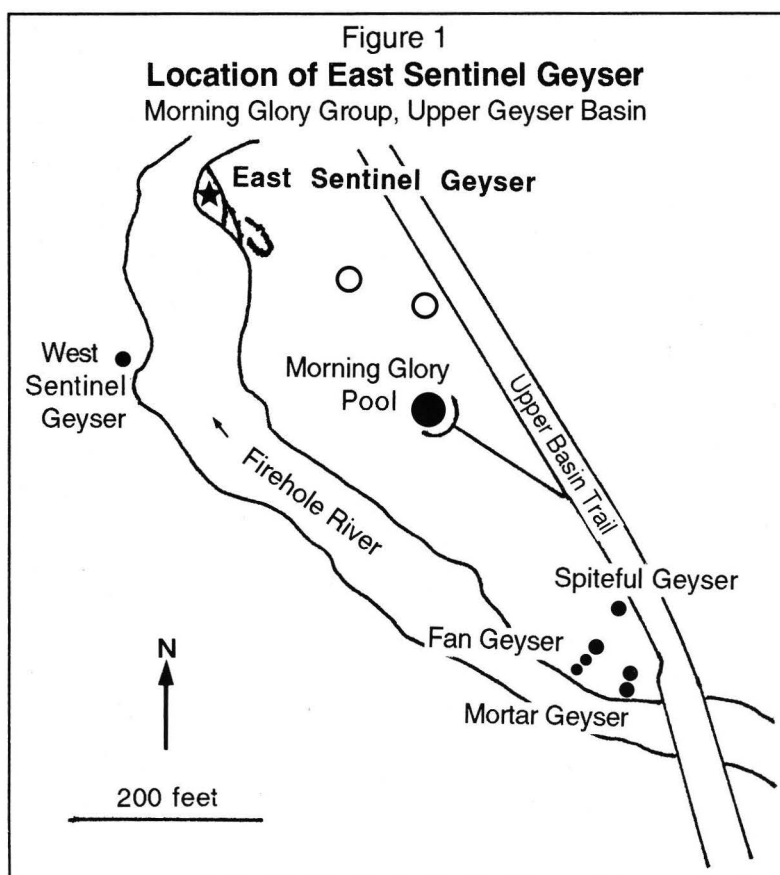 Figure 1
Location of East Sentinel Geyser
Morning Glory Group, Upper Geyser Basin
East Sentinel Geyser
West
Sentinel
Geyser
Morning Glory
Pool
Upper Basin Trail
Firehole River
Spiteful Geyser
Fan Geyser
Mortar Geyser
N
200 feet